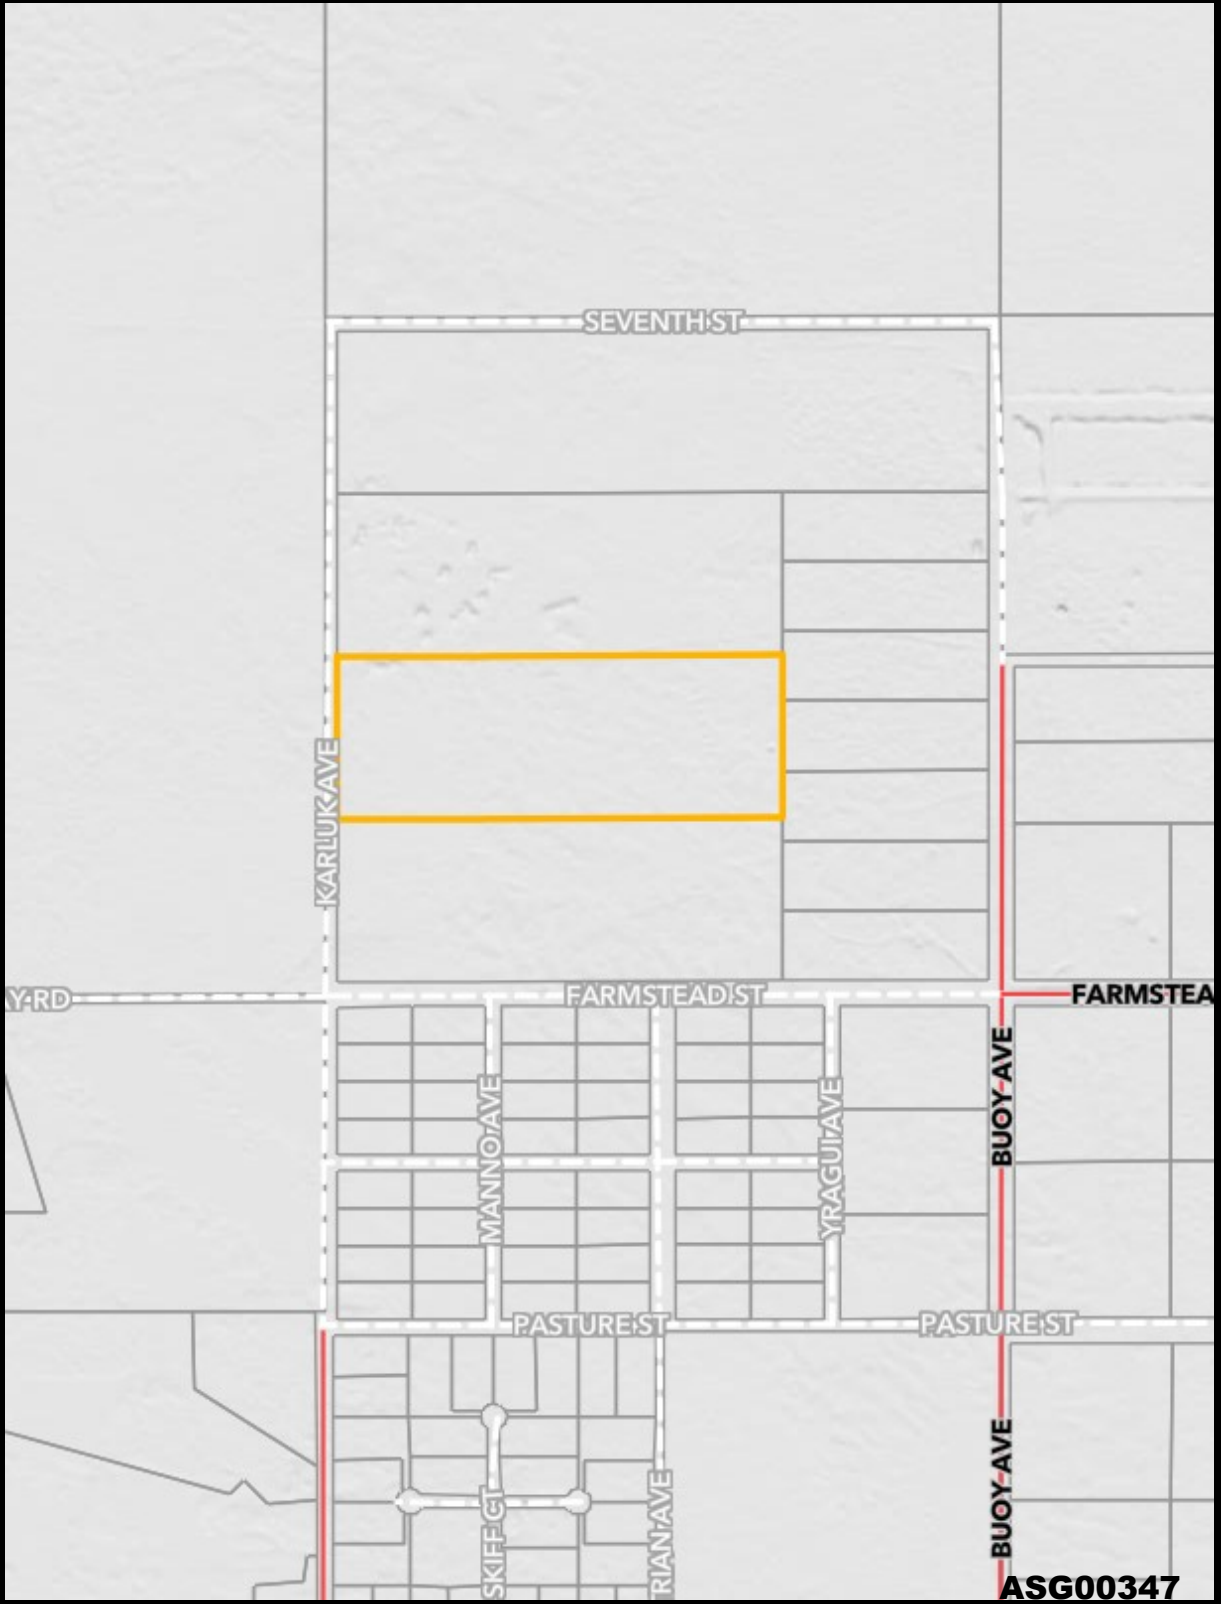 SEVENTH ST
KARLUK AVE
Y RD
FARMSTEAD ST
FARMSTEA
BUOY AVE
MANNO AVE
YRAGUI AVE
PASTURE ST
PASTURE ST
BUOY AVE
SKIFF CT
RIAN AVE
ASG00347